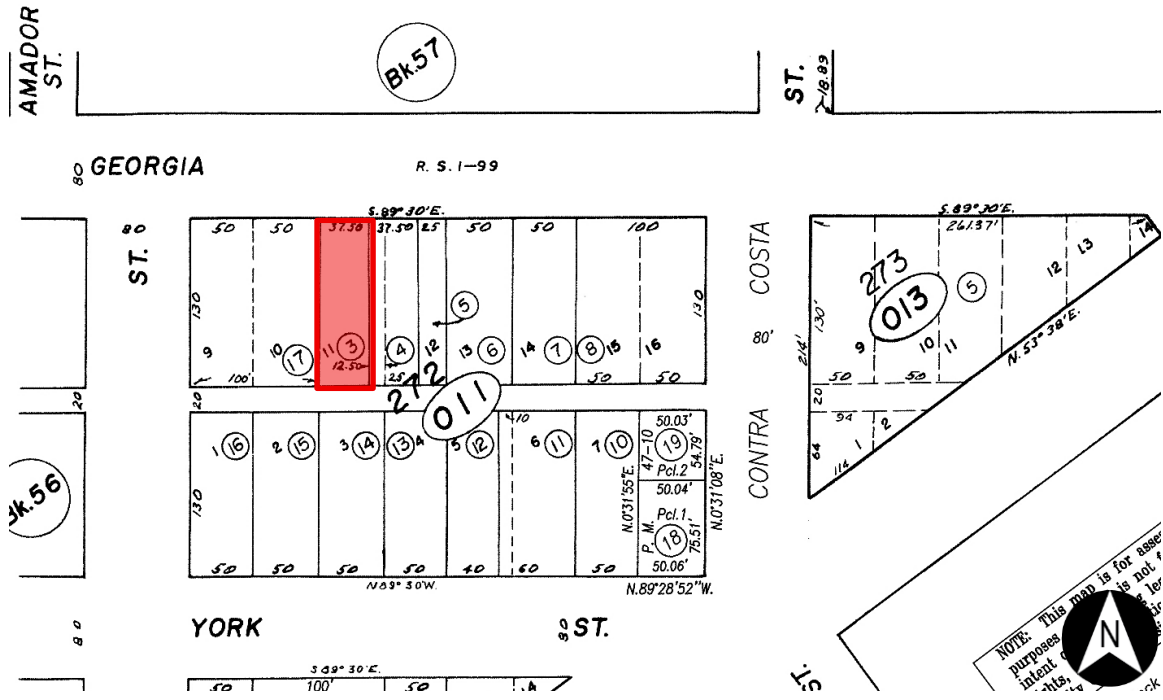 AMADOR
ST.
Bk.57
ST.
18.89
80 GEORGIA
R. S. 1-99
80
ST.
S.89° 30'E.
50 50 37.50 37.50 25 50 50 100
130
130
5
9 10 17 11 3 4 12 13 6 14 7 8 15 16
100' 12.50 25 50 50
272
011
20
20
1 16 2 15 3 14 13 4 5 12 6 11 7 10
10
50.03'
47-10
19
54.79'
Pcl.2
50.04'
N.0°31'55"E.
N.0°31'08"E.
Pcl.1
P. M.
18
75.51'
50.06'
130
50 50 50 50 40 60 50
N89° 30'W.
N.89°28'52"W.
COSTA
80'
CONTRA
S.89° 30'E.
261.37'
14
13
12
273
013
5
130'
214'
9 10 11
N.53° 38'E.
50 50
20
94
64
1 2
114
Bk.56
80
YORK
80 ST.
S 89° 30'E.
50 100' 50
ST.
NOTE: This map is for
purposes
is not
intent
N